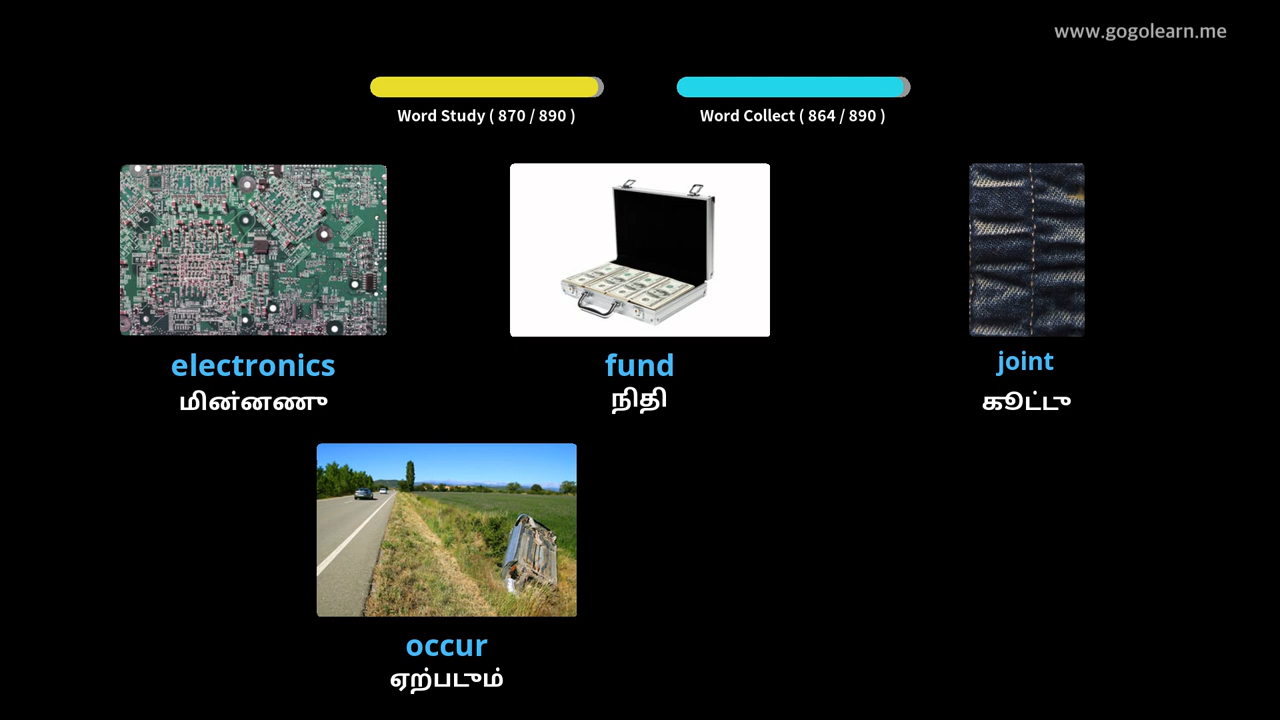 www.gogolearn.me
Word Study ( 870 / 890 )
Word Collect ( 864 / 890 )
electronics
மின்னணு
fund
நிதி
joint
கூட்டு
occur
ஏற்படும்